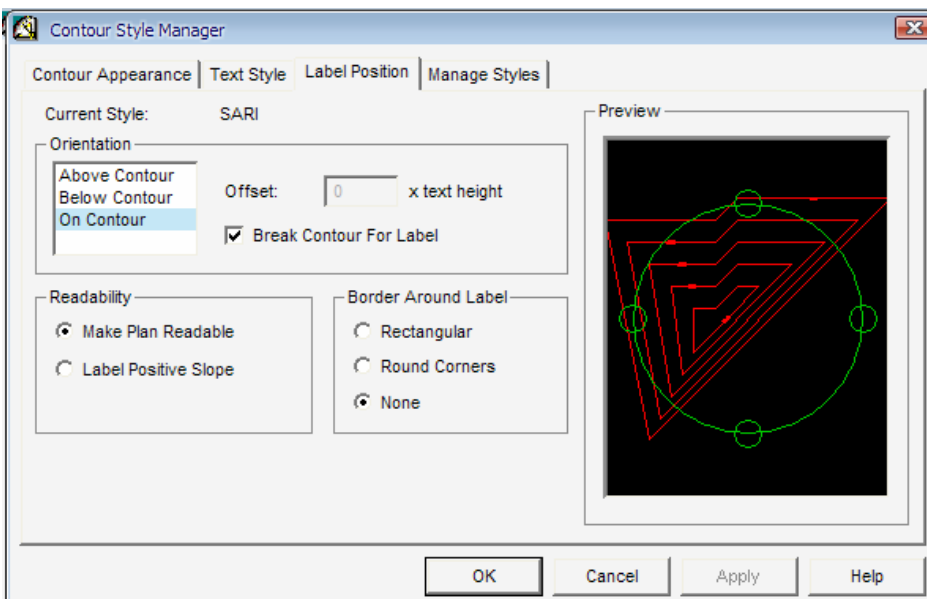 Contour Style Manager
Contour Appearance Text Style Label Position Manage Styles
Current Style: SARI
Orientation
Above Contour
Below Contour
On Contour
Offset: 0 x text height
Break Contour For Label
Readability
Make Plan Readable
Label Positive Slope
Border Around Label
Rectangular
Round Corners
None
Preview
OK Cancel Apply Help